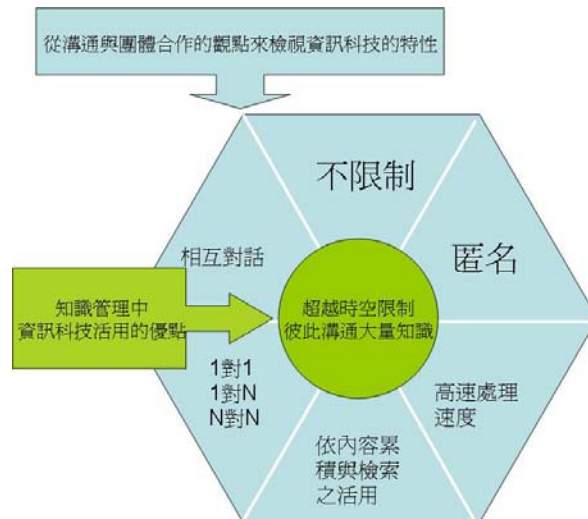 從溝通與團體合作的觀點來檢視資訊科技的特性
不限制
相互對話
匿名
知識管理中
資訊科技活用的優點
超越時空限制
彼此溝通大量知識
1對1
1對N
N對N
高速處理
速度
依內容累
積與檢索
之活用